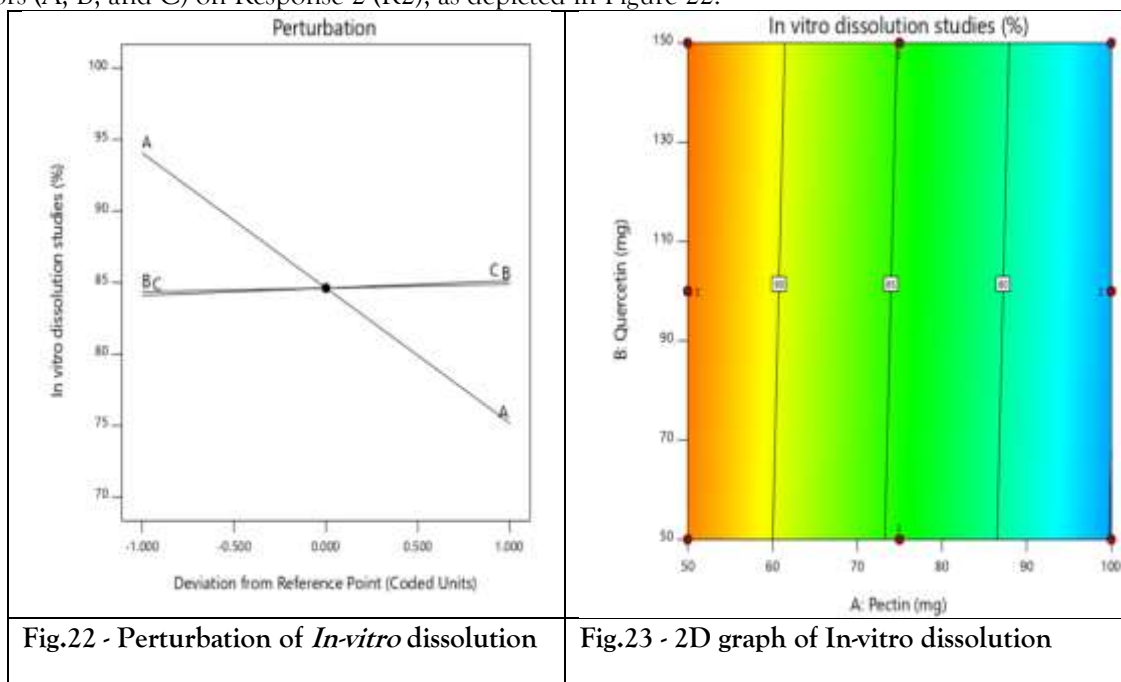 ors (A, B, and C) on Response 2 (R2), as depicted in Figure 22.
Perturbation
100
95
90
85
80
75
70
In vitro dissolution studies (%)
A
B C
C B
A
-1.000 -0.500 0.000 0.500 1.000
Deviation from Reference Point (Coded Units)
Fig.22 - Perturbation of In-vitro dissolution
In vitro dissolution studies (%)
150
130
110
90
70
50
B: Quercetin (mg)
90 85 80
50 60 70 80 90 100
A: Pectin (mg)
Fig.23 - 2D graph of In-vitro dissolution